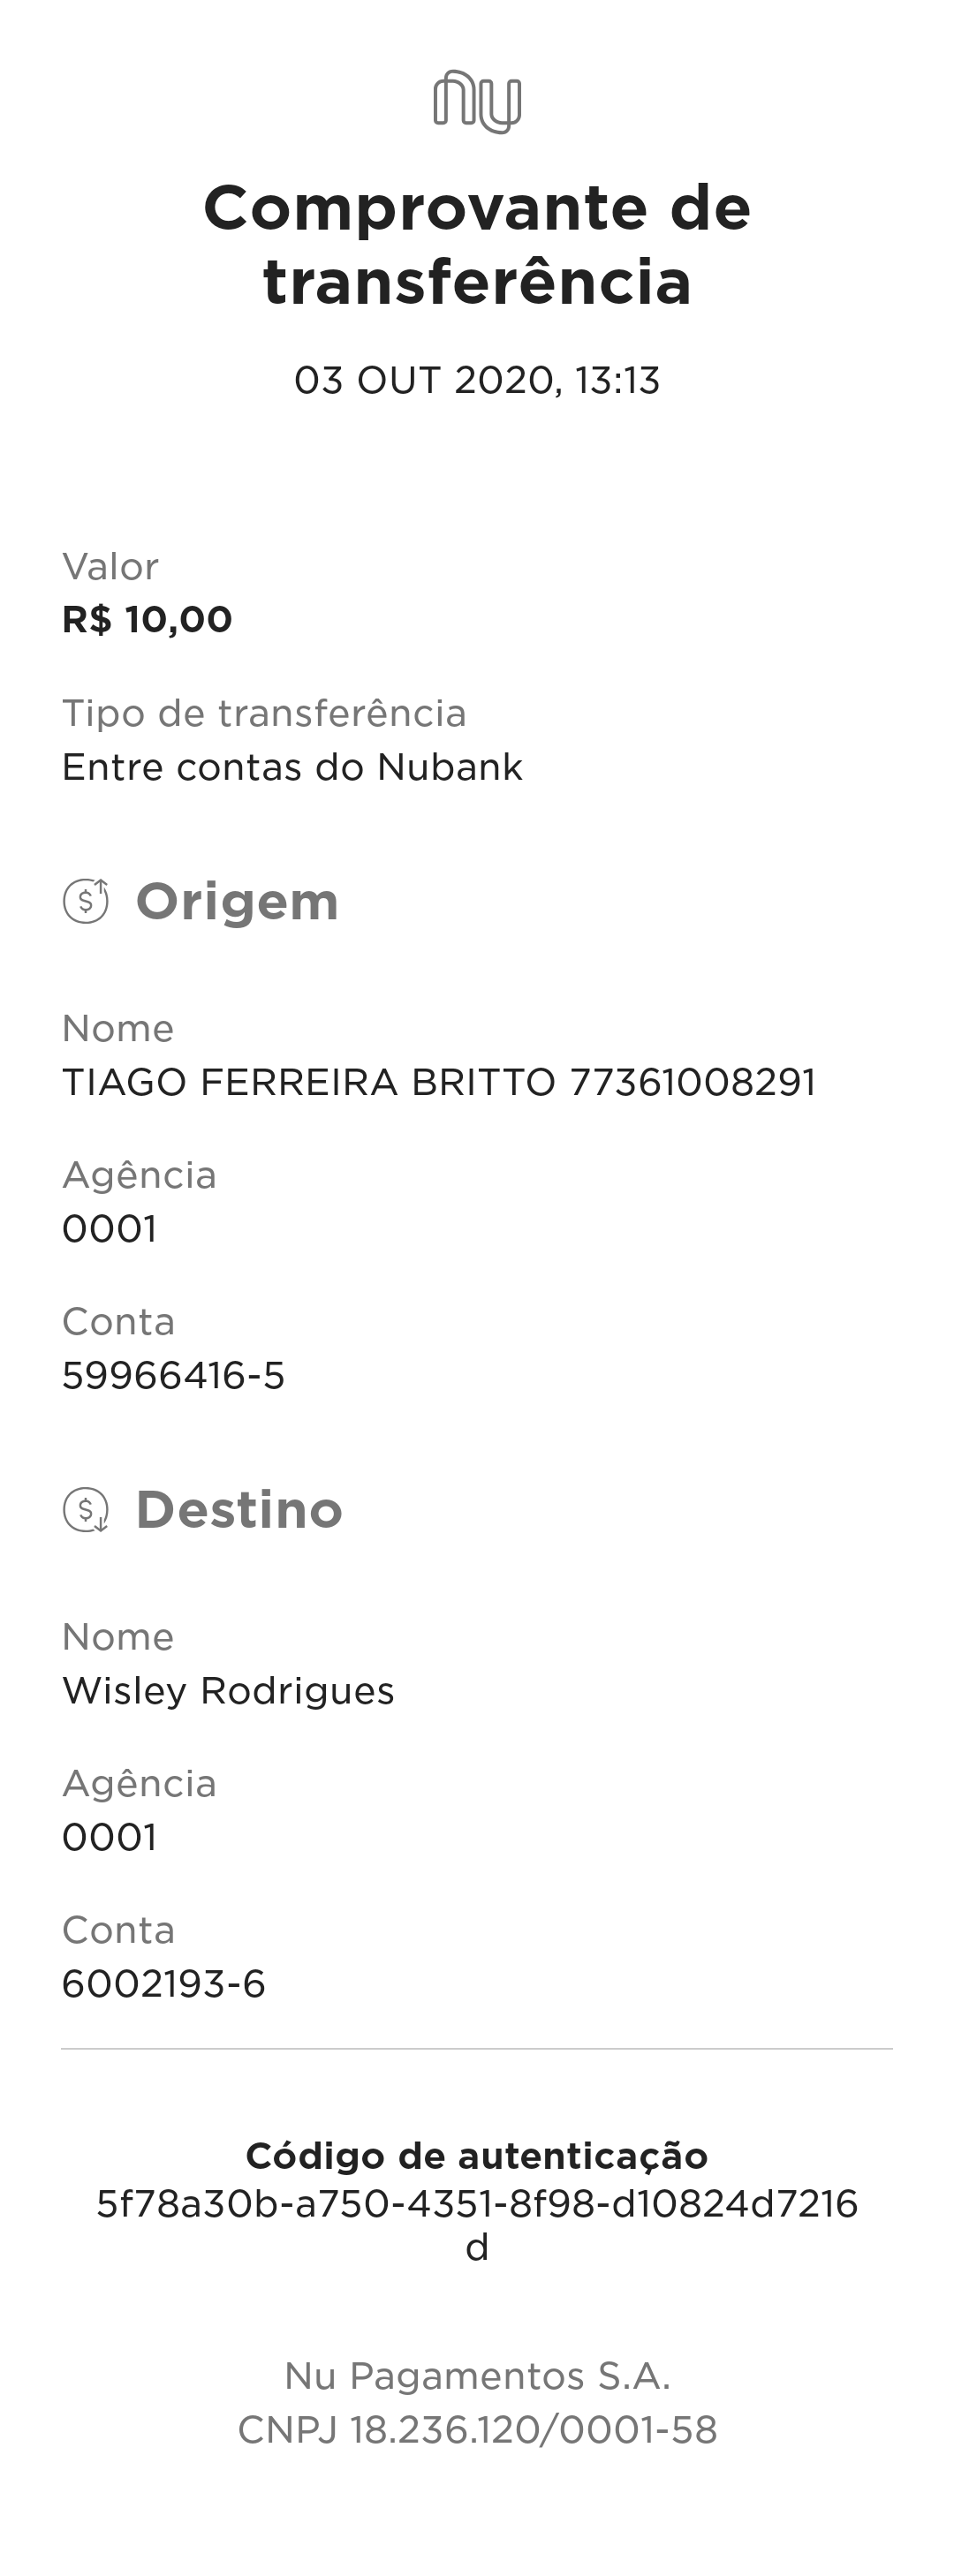 nu
Comprovante de
transferência
03 OUT 2020, 13:13
Valor
R$ 10,00
Tipo de transferência
Entre contas do Nubank
Origem
Nome
TIAGO FERREIRA BRITTO 77361008291
Agência
0001
Conta
59966416-5
Destino
Nome
Wisley Rodrigues
Agência
0001
Conta
6002193-6
Código de autenticação
5f78a30b-a750-4351-8f98-d10824d7216
d
Nu Pagamentos S.A.
CNPJ 18.236.120/0001-58